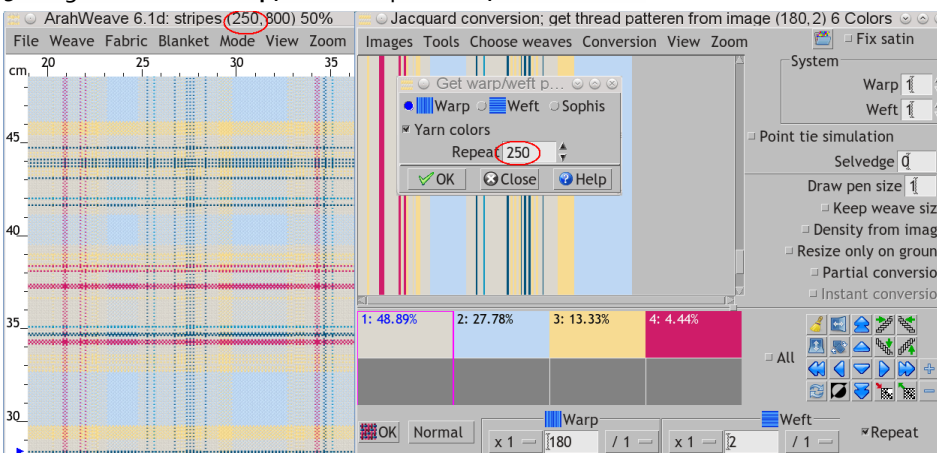 ArahWeave 6.1d: stripes (250,800) 50%
File Weave Fabric Blanket Mode View Zoom
cm 20 25 30 35
45
40
35
30
Jacquard conversion; get thread patteren from image (180,2) 6 Colors
Images Tools Choose weaves Conversion View Zoom
Get warp/weft p...
Warp Weft Sophis
Yarn colors
Repeat 250
OK Close Help
1: 48.89% 2: 27.78% 3: 13.33% 4: 4.44%
Fix satin
System
Warp 1
Weft 1
Point tie simulation
Selvedge 0
Draw pen size 1
Keep weave siz
Density from imag
Resize only on groun
Partial conversio
Instant conversio
All
OK Normal
Warp
x 1 180 / 1
Weft
x 1 2 / 1
Repeat